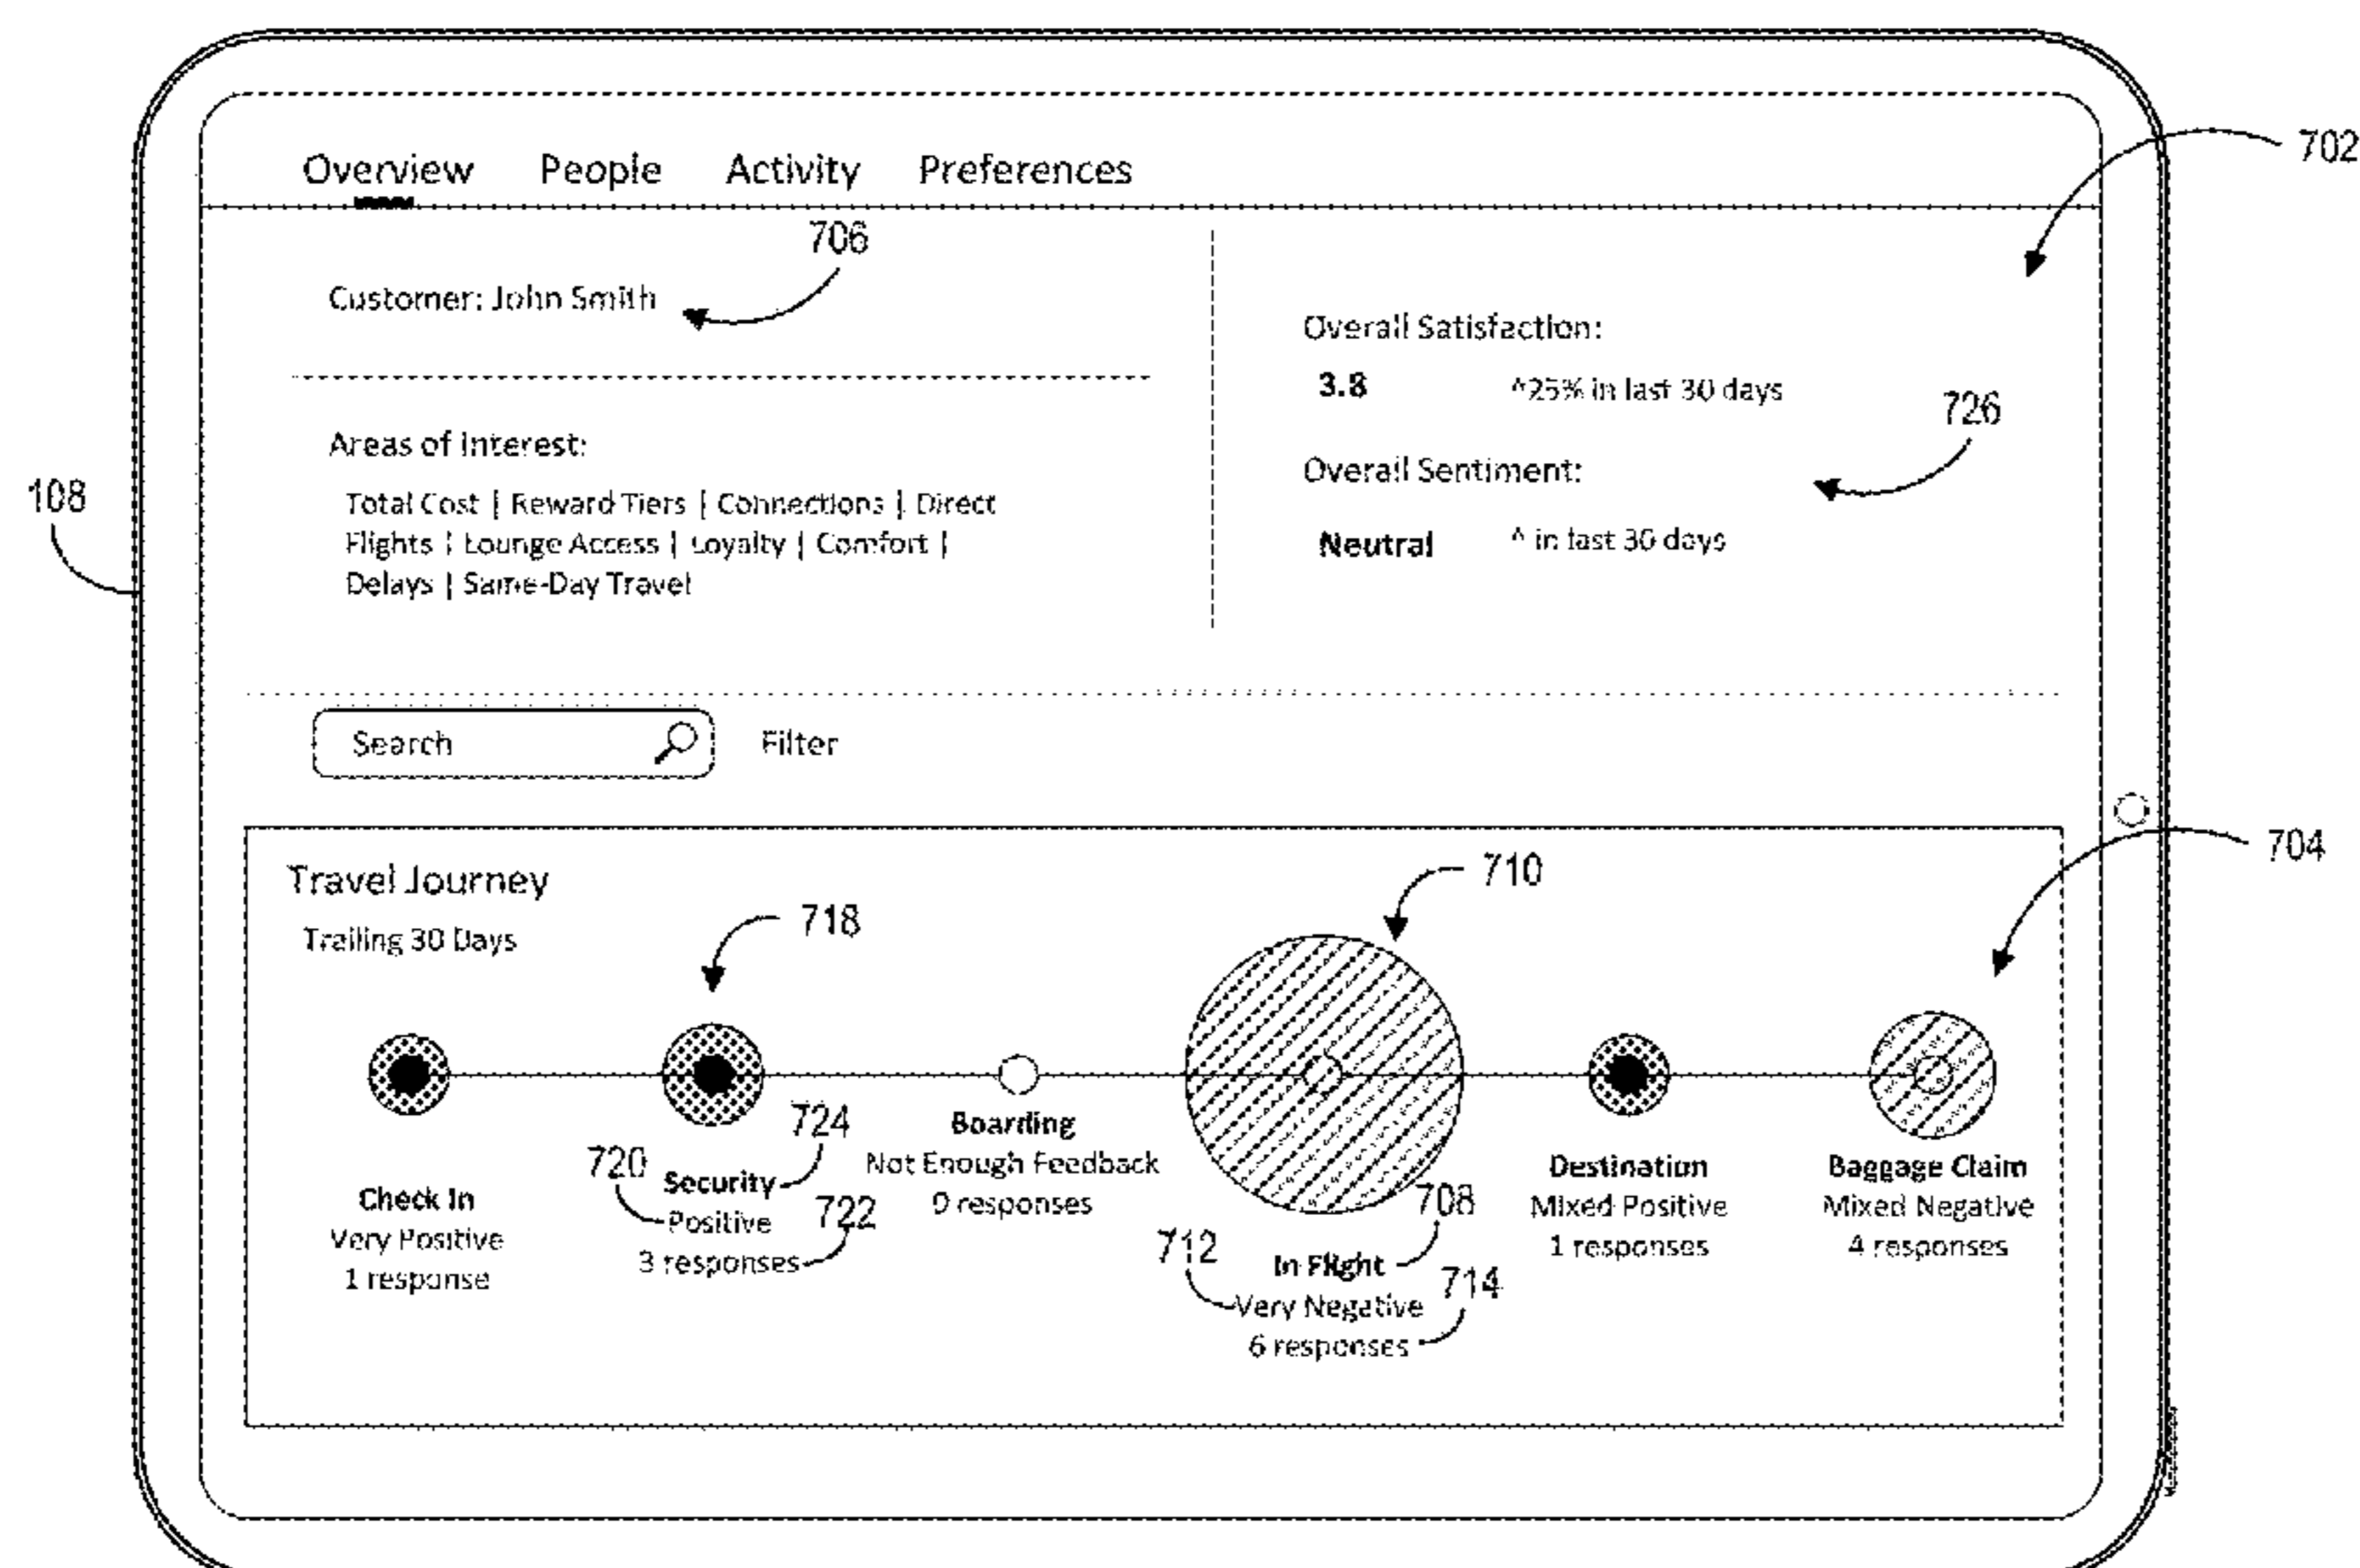 Overview People Activity Preferences
702
706
Customer: John Smith
Overall Satisfaction:
3.8 ^25% in last 30 days
726
Areas of Interest:
Overall Sentiment:
108
Total Cost | Reward Tiers | Connections | Direct
Flights | Lounge Access | Loyalty | Comfort |
Delays | Same-Day Travel
Neutral ^ in last 30 days
Search Filter
704
Travel Journey
Trailing 30 Days
718
710
Check In
Very Positive
1 response
720
724
Security
Positive
722
3 responses
Boarding
Not Enough Feedback
0 responses
708
712
In Flight
714
Very Negative
6 responses
Destination
Mixed Positive
1 responses
Baggage Claim
Mixed Negative
4 responses